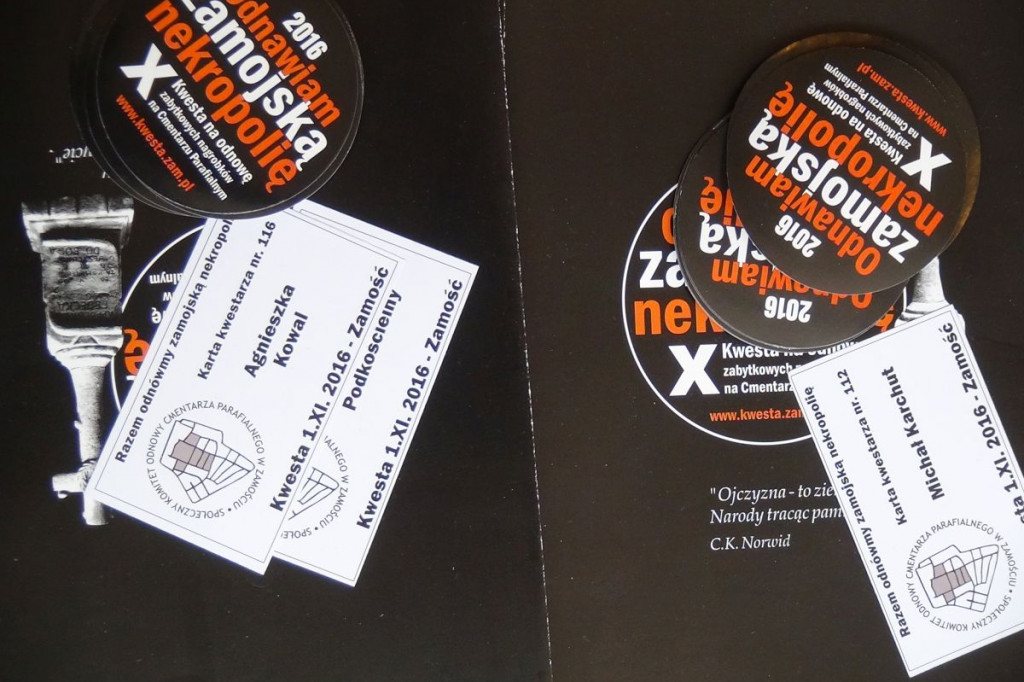 2016
odnawiam
zamojską
nekropolię
X
Kwesta na odnowę
zabytkowych nagrobków
na Cmentarzu Parafialnym
www.kwesta.zam.pl
Razem odnówmy zamojską nekropolię
Karta kwestarza nr. 116
Agnieszka
Kowal
Kwesta 1.XI. 2016 - Zamość
SPOŁECZNY KOMITET ODNOWY CMENTARZA PARAFIALNEGO W ZAMOŚCIU
Podkościelny
Kwesta 1.XI. 2016 - Zamość
2016
Odnawiam
zamojską
nekropolię
X
Kwesta na odnowę
zabytkowych nagrobków
na Cmentarzu Parafialnym
www.kwesta.zam.pl
2016
Odnawiam
X
Kwesta na odnowę
zabytkowych
na Cmentarzu
www.kwesta.zam
"Ojczyzna - to
Narody tracąc
C.K. Norwid
Razem odnówmy zamojską nekropolię
Karta kwestarza nr. 112
Michał Karchut
1.XI. 2016 - Zamość
SPOŁECZNY KOMITET ODNOWY CMENTARZA PARAFIALNEGO W ZAMOŚCIU